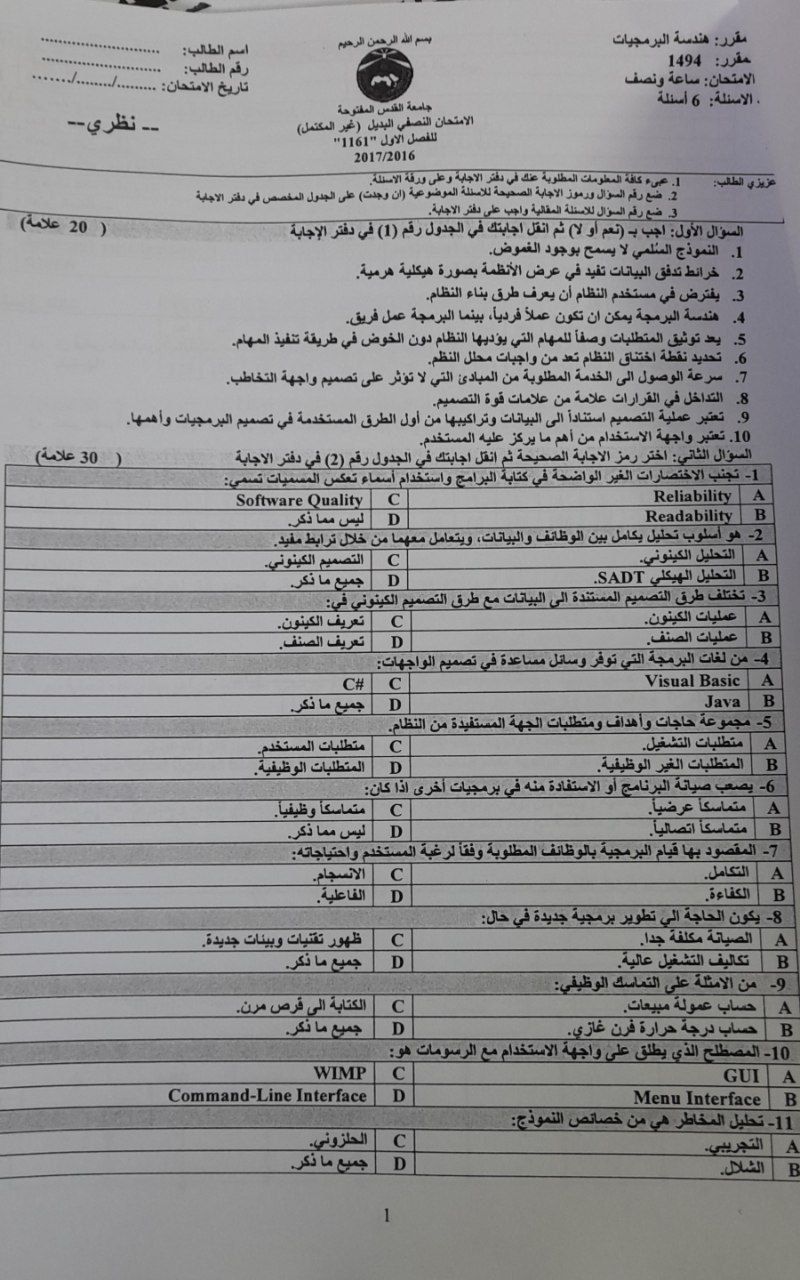 مقرر: هندسة البرمجيات
مقرر: 1494
الامتحان: ساعة ونصف
الاسئلة: 6 أسئلة
بسم الله الرحمن الرحيم
جامعة القدس المفتوحة
الامتحان النصفي البديل (غير المكتمل)
للفصل الاول "1161"
2017/2016
اسم الطالب: ..........................
رقم الطالب: ..........................
تاريخ الامتحان: ........./......../.......
-- نظري--
عزيزي الطالب: 1. عبىء كافة المعلومات المطلوبة عنك في دفتر الاجابة وعلى ورقة الاسئلة.
2. ضع رقم السؤال ورموز الاجابة الصحيحة للاسئلة الموضوعية (ان وجدت) على الجدول المخصص في دفتر الاجابة
3. ضع رقم السؤال للاسئلة المقالية واجب على دفتر الاجابة.
السؤال الأول: اجب بـ (نعم أو لا) ثم انقل اجابتك في الجدول رقم (1) في دفتر الإجابة ( 20 علامة)
1. النموذج السُلمي لا يسمح بوجود الغموض.
2. خرائط تدفق البيانات تفيد في عرض الأنظمة بصورة هيكلية هرمية.
3. يفترض في مستخدم النظام أن يعرف طرق بناء النظام.
4. هندسة البرمجة يمكن ان تكون عملاً فردياً، بينما البرمجة عمل فريق.
5. يعد توثيق المتطلبات وصفاً للمهام التي يؤديها النظام دون الخوض في طريقة تنفيذ المهام.
6. تحديد نقطة اختناق النظام تعد من واجبات محلل النظم.
7. سرعة الوصول الى الخدمة المطلوبة من المبادئ التي لا تؤثر على تصميم واجهة التخاطب.
8. التداخل في القرارات علامة من علامات قوة التصميم.
9. تعتبر عملية التصميم استناداً الى البيانات وتراكيبها من أول الطرق المستخدمة في تصميم البرمجيات وأهمها.
10. تعتبر واجهة الاستخدام من أهم ما يركز عليه المستخدم.
السؤال الثاني: اختر رمز الاجابة الصحيحة ثم إنقل اجابتك في الجدول رقم (2) في دفتر الاجابة ( 30 علامة)
1- تجنب الاختصارات الغير الواضحة في كتابة البرامج واستخدام أسماء تعكس المسميات تسمي:
A Reliability C Software Quality
B Readability D ليس مما ذكر.
2- هو أسلوب تحليل يكامل بين الوظائف والبيانات، ويتعامل معهما من خلال ترابط مفيد.
A التحليل الكينوني. C التصميم الكينوني.
B التحليل الهيكلي SADT. D جميع ما ذكر.
3- تختلف طرق التصميم المستندة الى البيانات مع طرق التصميم الكينوني في:
A عمليات الكينون. C تعريف الكينون.
B عمليات الصنف. D تعريف الصنف.
4- من لغات البرمجة التي توفر وسائل مساعدة في تصميم الواجهات:
A Visual Basic C C#
B Java D جميع ما ذكر.
5- مجموعة حاجات وأهداف ومتطلبات الجهة المستفيدة من النظام.
A متطلبات التشغيل. C متطلبات المستخدم.
B المتطلبات الغير الوظيفية. D المتطلبات الوظيفية.
6- يصعب صيانة البرنامج أو الاستفادة منه في برمجيات أخرى اذا كان:
A متماسكاً عرضياً. C متماسكاً وظيفياً.
B متماسكاً اتصالياً. D ليس مما ذكر.
7- المقصود بها قيام البرمجية بالوظائف المطلوبة وفقاً لرغبة المستخدم واحتياجاته:
A التكامل. C الانسجام.
B الكفاءة. D الفاعلية.
8- يكون الحاجة الي تطوير برمجية جديدة في حال:
A الصيانة مكلفة جدا. C ظهور تقنيات وبيئات جديدة.
B تكاليف التشغيل عالية. D جميع ما ذكر.
9- من الامثلة على التماسك الوظيفي:
A حساب عمولة مبيعات. C الكتابة الى قرص مرن.
B حساب درجة حرارة فرن غازي. D جميع ما ذكر.
10- المصطلح الذي يطلق على واجهة الاستخدام مع الرسومات هو:
A GUI C WIMP
B Menu Interface D Command-Line Interface
11- تحليل المخاطر هي من خصائص النموذج:
A التجريبي. C الحلزوني.
B الشلال. D جميع ما ذكر.
1